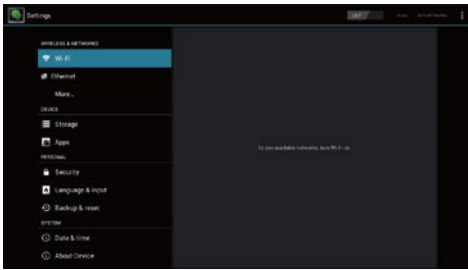 Settings
OFF
WIRELESS & NETWORKS
Wi-Fi
Ethernet
More...
DEVICE
Storage
Apps
To see available networks, turn Wi-Fi on.
PERSONAL
Security
Language & input
Backup & reset
SYSTEM
Date & time
About Device